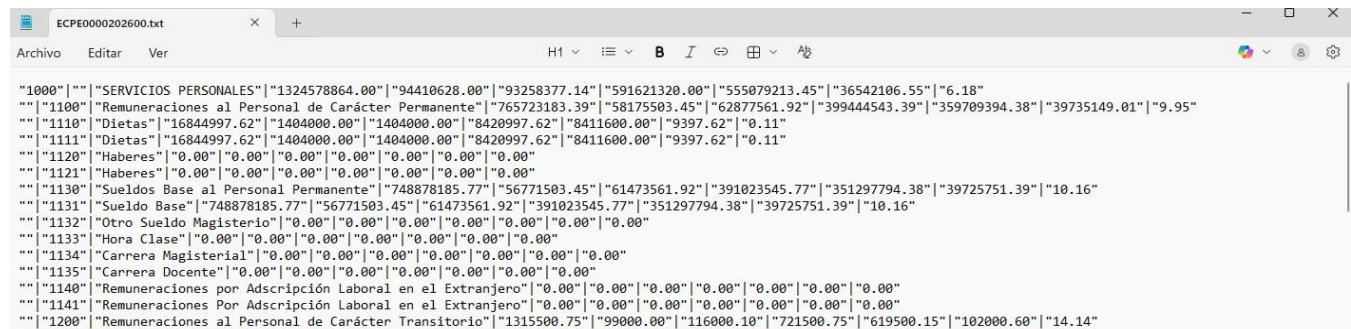 ECPE0000202600.txt
Archivo Editar Ver H1 B I
"1000"|""|"SERVICIOS PERSONALES"|"1324578864.00"|"94410628.00"|"93258377.14"|"591621320.00"|"555079213.45"|"36542106.55"|"6.18"
""|"1100"|"Remuneraciones al Personal de Carácter Permanente"|"765723183.39"|"58175503.45"|"62877561.92"|"399444543.39"|"359709394.38"|"39735149.01"|"9.95"
""|"1110"|"Dietas"|"16844997.62"|"1404000.00"|"1404000.00"|"8420997.62"|"8411600.00"|"9397.62"|"0.11"
""|"1111"|"Dietas"|"16844997.62"|"1404000.00"|"1404000.00"|"8420997.62"|"8411600.00"|"9397.62"|"0.11"
""|"1120"|"Haberes"|"0.00"|"0.00"|"0.00"|"0.00"|"0.00"|"0.00"|"0.00"
""|"1121"|"Haberes"|"0.00"|"0.00"|"0.00"|"0.00"|"0.00"|"0.00"|"0.00"
""|"1130"|"Sueldos Base al Personal Permanente"|"748878185.77"|"56771503.45"|"61473561.92"|"391023545.77"|"351297794.38"|"39725751.39"|"10.16"
""|"1131"|"Sueldo Base"|"748878185.77"|"56771503.45"|"61473561.92"|"391023545.77"|"351297794.38"|"39725751.39"|"10.16"
""|"1132"|"Otro Sueldo Magisterio"|"0.00"|"0.00"|"0.00"|"0.00"|"0.00"|"0.00"|"0.00"
""|"1133"|"Hora Clase"|"0.00"|"0.00"|"0.00"|"0.00"|"0.00"|"0.00"|"0.00"
""|"1134"|"Carrera Magisterial"|"0.00"|"0.00"|"0.00"|"0.00"|"0.00"|"0.00"|"0.00"
""|"1135"|"Carrera Docente"|"0.00"|"0.00"|"0.00"|"0.00"|"0.00"|"0.00"|"0.00"
""|"1140"|"Remuneraciones por Adscripción Laboral en el Extranjero"|"0.00"|"0.00"|"0.00"|"0.00"|"0.00"|"0.00"|"0.00"
""|"1141"|"Remuneraciones Por Adscripción Laboral en el Extranjero"|"0.00"|"0.00"|"0.00"|"0.00"|"0.00"|"0.00"|"0.00"
""|"1200"|"Remuneraciones al Personal de Carácter Transitorio"|"1315500.75"|"99000.00"|"116000.10"|"721500.75"|"619500.15"|"102000.60"|"14.14"